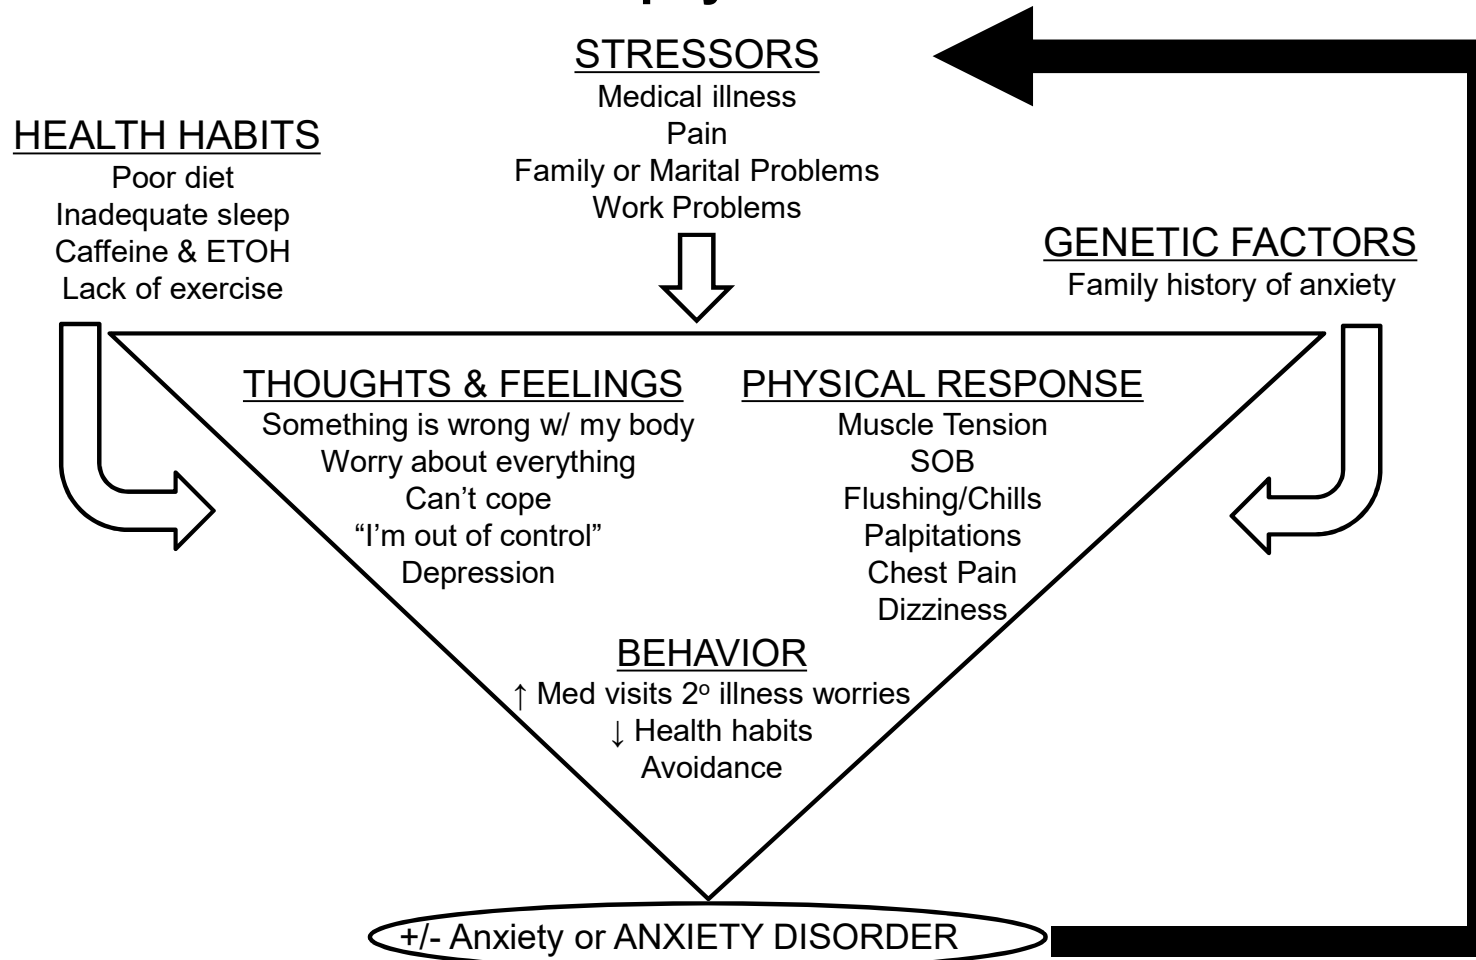 STRESSORS
Medical illness
Pain
Family or Marital Problems
Work Problems
HEALTH HABITS
Poor diet
Inadequate sleep
Caffeine & ETOH
Lack of exercise
GENETIC FACTORS
Family history of anxiety
THOUGHTS & FEELINGS
Something is wrong w/ my body
Worry about everything
Can’t cope
“I’m out of control”
Depression
PHYSICAL RESPONSE
Muscle Tension
SOB
Flushing/Chills
Palpitations
Chest Pain
Dizziness
BEHAVIOR
↑ Med visits 2º illness worries
↓ Health habits
Avoidance
+/- Anxiety or ANXIETY DISORDER